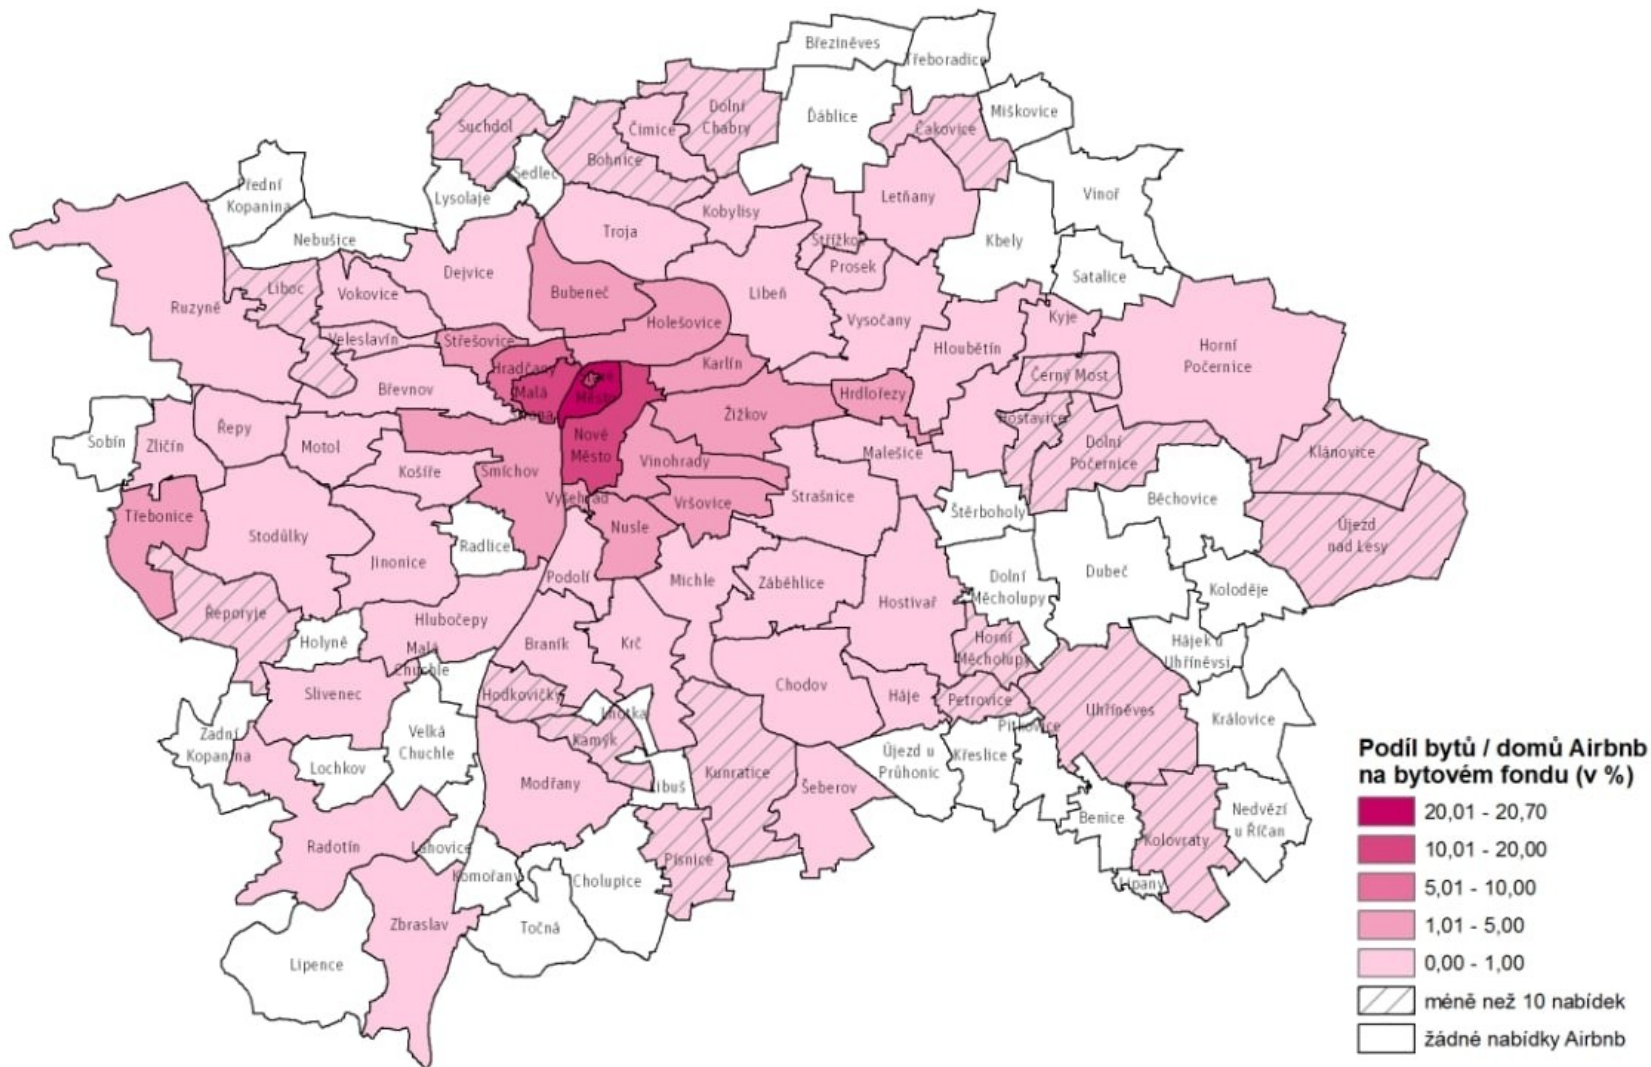 Březiněves
Třeboradice
Ďáblice
Miškovice
Dolní
Chabry
Čimice
Čakovice
Suchdol
Bohnice
Sedlec
Lysolaje
Přední
Kopanina
Nebušice
Vinoř
Letňany
Kobylisy
Troja
Střížkov
Kbely
Prosek
Satalice
Dejvice
Liboc
Vokovice
Bubeneč
Libeň
Ruzyně
Holešovice
Vysočany
Kyje
Veleslavín
Střešovice
Hloubětín
Horní
Počernice
Hradčany
Karlín
Staré
Město
Černý Most
Břevnov
Malá
Strana
Hrdlořezy
Žižkov
Hostavice
Řepy
Sobín
Zličín
Motol
Nové
Město
Dolní
Počernice
Klánovice
Malešice
Vinohrady
Košíře
Smíchov
Vyšehrad
Vršovice
Strašnice
Běchovice
Štěrboholy
Třebonice
Stodůlky
Nusle
Újezd
nad Lesy
Radlice
Jinonice
Podolí
Michle
Záběhlice
Dolní
Měcholupy
Dubeč
Koloděje
Hostivař
Řeporyje
Hlubočepy
Holyně
Braník
Krč
Horní
Měcholupy
Hájek u
Uhříněvsi
Malá
Chuchle
Slivenec
Hodkovičky
Chodov
Háje
Petrovice
Uhříněves
Královice
Lhotka
Pitkovice
Zadní
Kopanina
Velká
Chuchle
Kamýk
Újezd u
Průhonic
Křeslice
Lochkov
Modřany
Libuš
Kunratice
Šeberov
Benice
Nedvězí
u Říčan
Radotín
Lahovice
Písnice
Kolovraty
Komořany
Cholupice
Lipany
Zbraslav
Točná
Lipence
Podíl bytů / domů Airbnb
na bytovém fondu (v %)
20,01 - 20,70
10,01 - 20,00
5,01 - 10,00
1,01 - 5,00
0,00 - 1,00
méně než 10 nabídek
žádné nabídky Airbnb